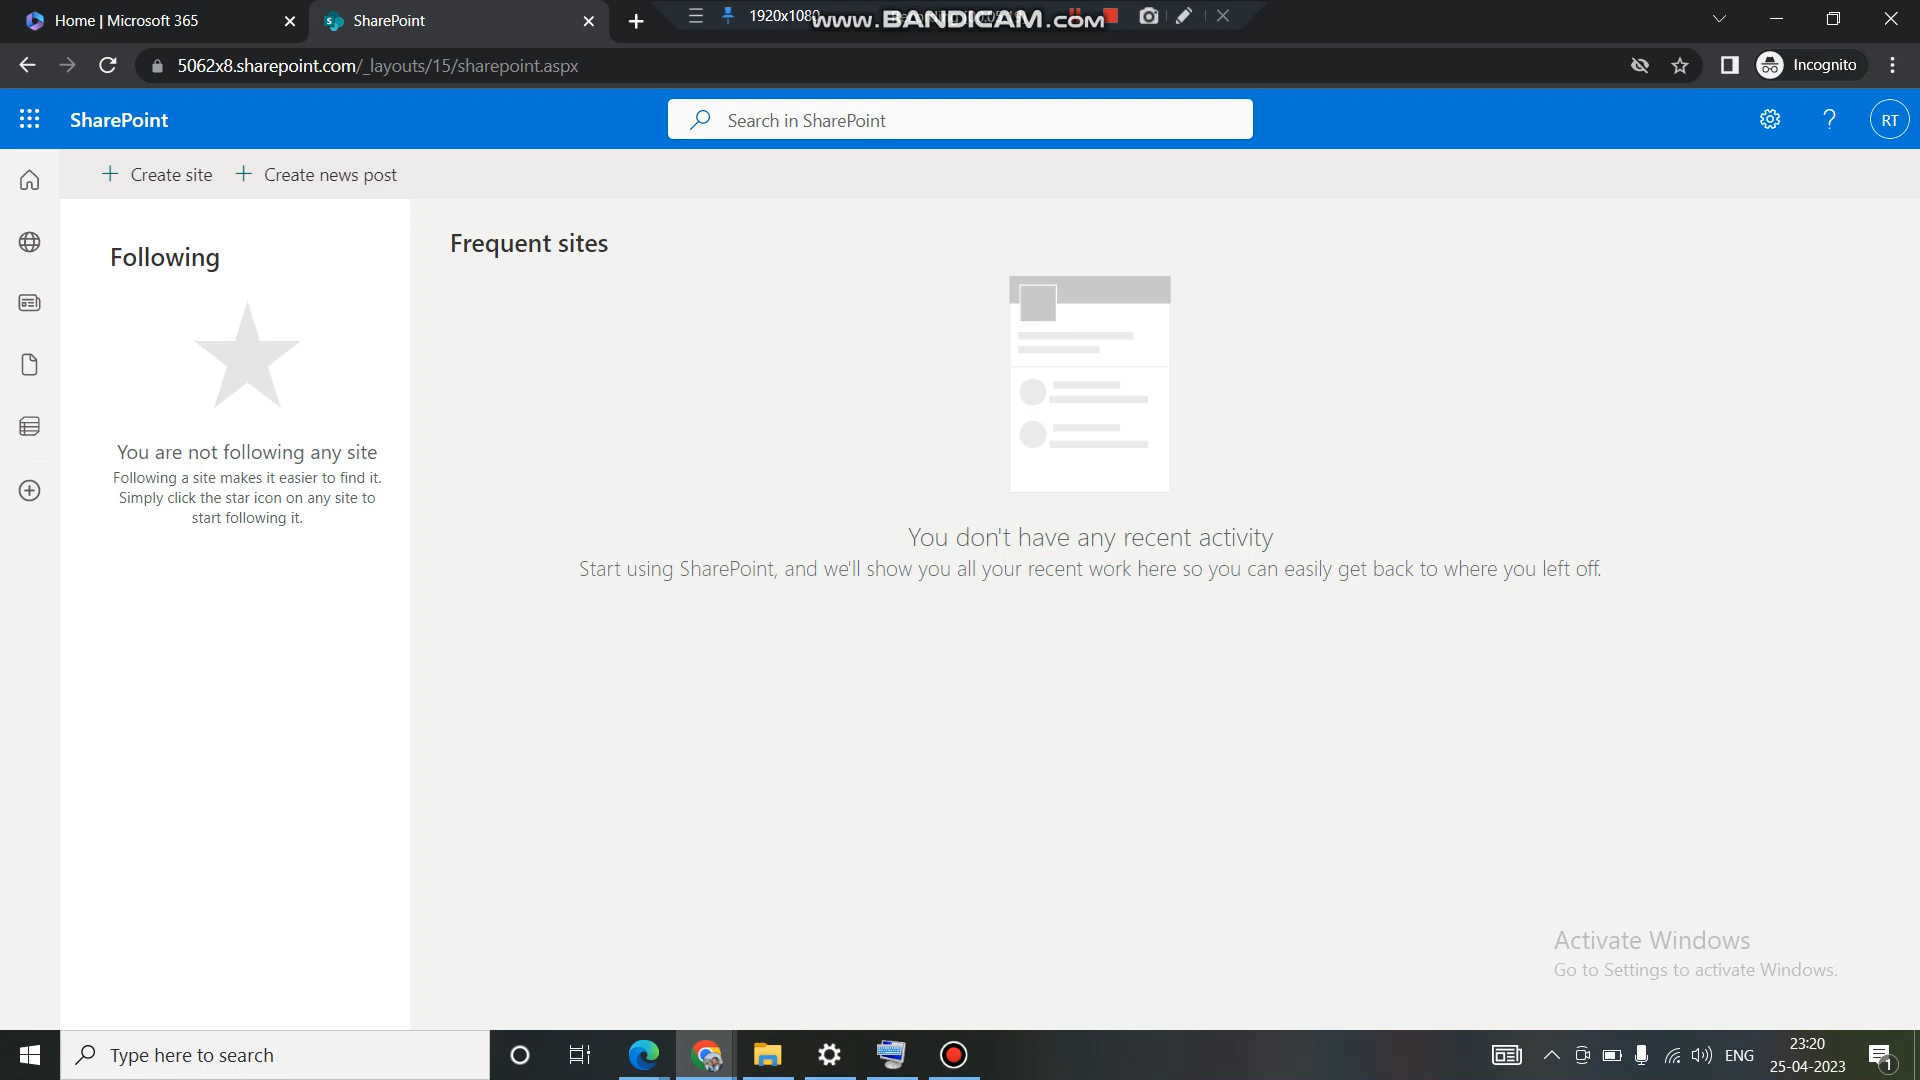 Home | Microsoft 365
SharePoint
1920x1080
www.BANDICAM.com
5062x8.sharepoint.com/_layouts/15/sharepoint.aspx
Incognito
SharePoint
Search in SharePoint
RT
Create site
Create news post
Following
You are not following any site
Following a site makes it easier to find it.
Simply click the star icon on any site to
start following it.
Frequent sites
You don't have any recent activity
Start using SharePoint, and we'll show you all your recent work here so you can easily get back to where you left off.
Activate Windows
Go to Settings to activate Windows.
Type here to search
ENG
23:20
25-04-2023
1